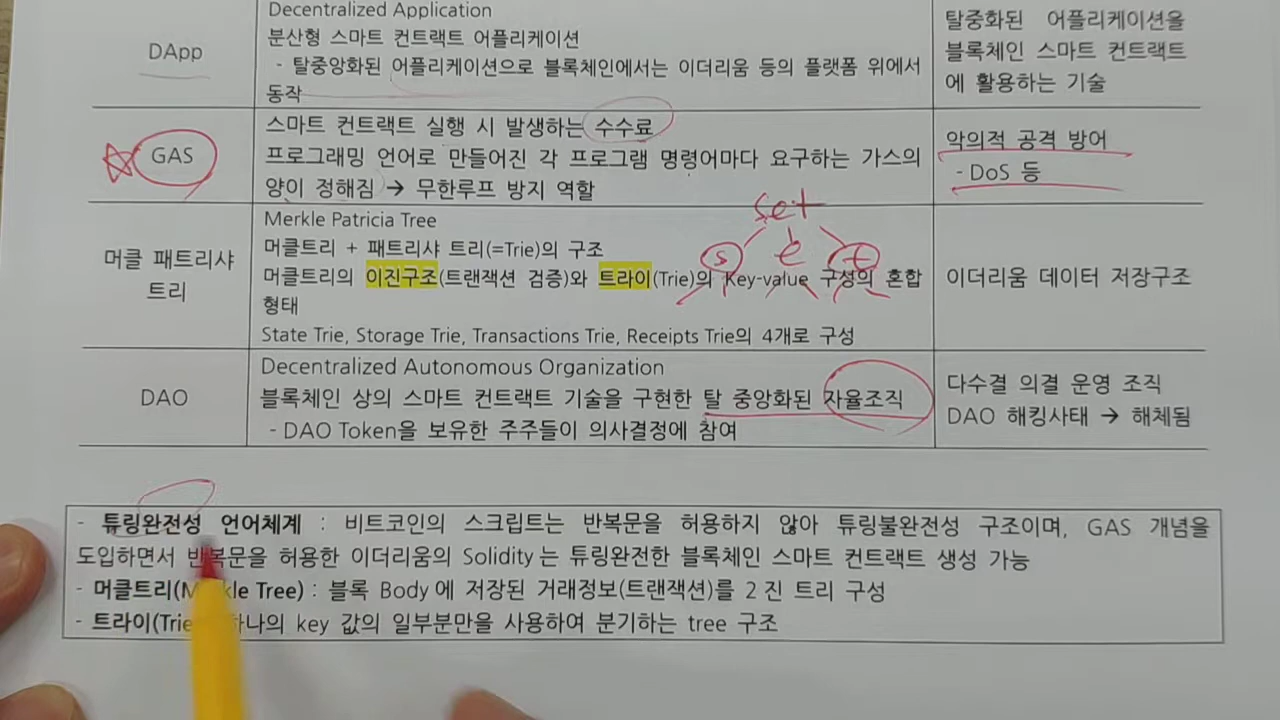 Decentralized Application
분산형 스마트 컨트랙트 어플리케이션
DApp
- 탈중앙화된 어플리케이션으로 블록체인에서는 이더리움 등의 플랫폼 위에서
동작
탈중화된 어플리케이션을
블록체인 스마트 컨트랙트
에 활용하는 기술
GAS
스마트 컨트랙트 실행 시 발생하는 수수료
프로그래밍 언어로 만들어진 각 프로그램 명령어마다 요구하는 가스의
양이 정해짐 → 무한루프 방지 역할
악의적 공격 방어
- DoS 등
set
s e t
머클 패트리샤
트리
Merkle Patricia Tree
머클트리 + 패트리샤 트리(=Trie)의 구조
머클트리의 이진구조(트랜잭션 검증)와 트라이(Trie)의 Key-value 구성의 혼합
형태
State Trie, Storage Trie, Transactions Trie, Receipts Trie의 4개로 구성
이더리움 데이터 저장구조
DAO
Decentralized Autonomous Organization
블록체인 상의 스마트 컨트랙트 기술을 구현한 탈 중앙화된 자율조직
- DAO Token을 보유한 주주들이 의사결정에 참여
다수결 의결 운영 조직
DAO 해킹사태 → 해체됨
- 튜링완전성 언어체계 : 비트코인의 스크립트는 반복문을 허용하지 않아 튜링불완전성 구조이며, GAS 개념을
도입하면서 반복문을 허용한 이더리움의 Solidity는 튜링완전한 블록체인 스마트 컨트랙트 생성 가능
- 머클트리(Merkle Tree) : 블록 Body에 저장된 거래정보(트랜잭션)를 2진 트리 구성
- 트라이(Trie 하나의 key 값의 일부분만을 사용하여 분기하는 tree 구조